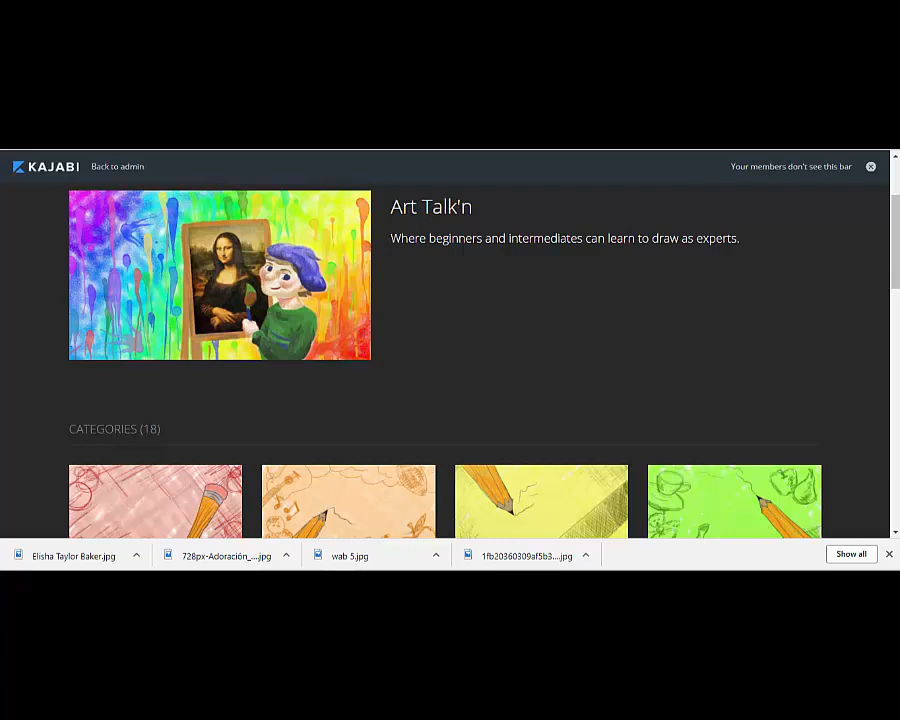 KAJABI Back to admin Your members don't see this bar
Art Talk'n
Where beginners and intermediates can learn to draw as experts.
CATEGORIES (18)
Elisha Taylor Baker.jpg 728px-Adoración_....jpg wab 5.jpg 1fb20360309af5b3....jpg Show all